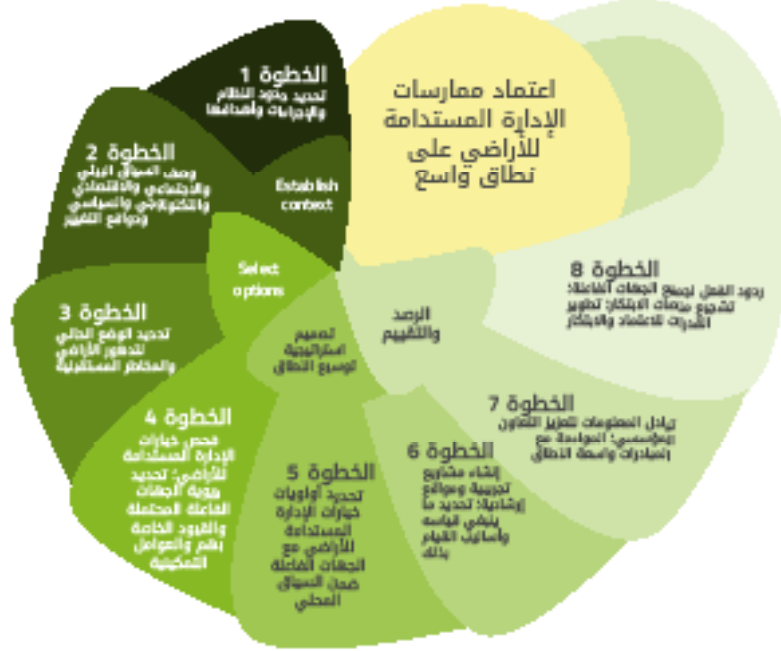 اعتماد ممارسات
الإدارة المستدامة
للأراضي على
نطاق واسع
الخطوة 1
تحديد حدود النظام
والإجراءات وأهدافها
Establish
context
الخطوة 2
وصف السياق البيئي
والاجتماعي والاقتصادي
والتكنولوجي والسياسي
ودوافع التغيير
Select
options
الخطوة 3
تحديد الوضع الحالي
لتدهور الأراضي
والمخاطر المستقبلية
الخطوة 4
فحص خيارات
الإدارة المستدامة
للأراضي؛ تحديد
هوية الجهات
الفاعلة المحتملة
والقيود الخاصة
بهم والعوامل
التمكينية
تصميم
استراتيجية
توسيع النطاق
الخطوة 5
تحديد أولويات
خيارات الإدارة
المستدامة
للأراضي مع
الجهات الفاعلة
ضمن السياق
المحلي
الرصد
والتقييم
الخطوة 6
إنشاء مشاريع
تجريبية ومواقع
إرشادية؛ تحديد ما
ينبغي قياسه
وأساليب القيام
بذلك
الخطوة 7
تبادل المعلومات لتعزيز التعاون
المؤسسي؛ المواءمة مع
المبادرات واسعة النطاق
الخطوة 8
ردود الفعل لجميع الجهات الفاعلة؛
تشجيع منصات الابتكار؛ تطوير
القدرات للاعتماد والابتكار